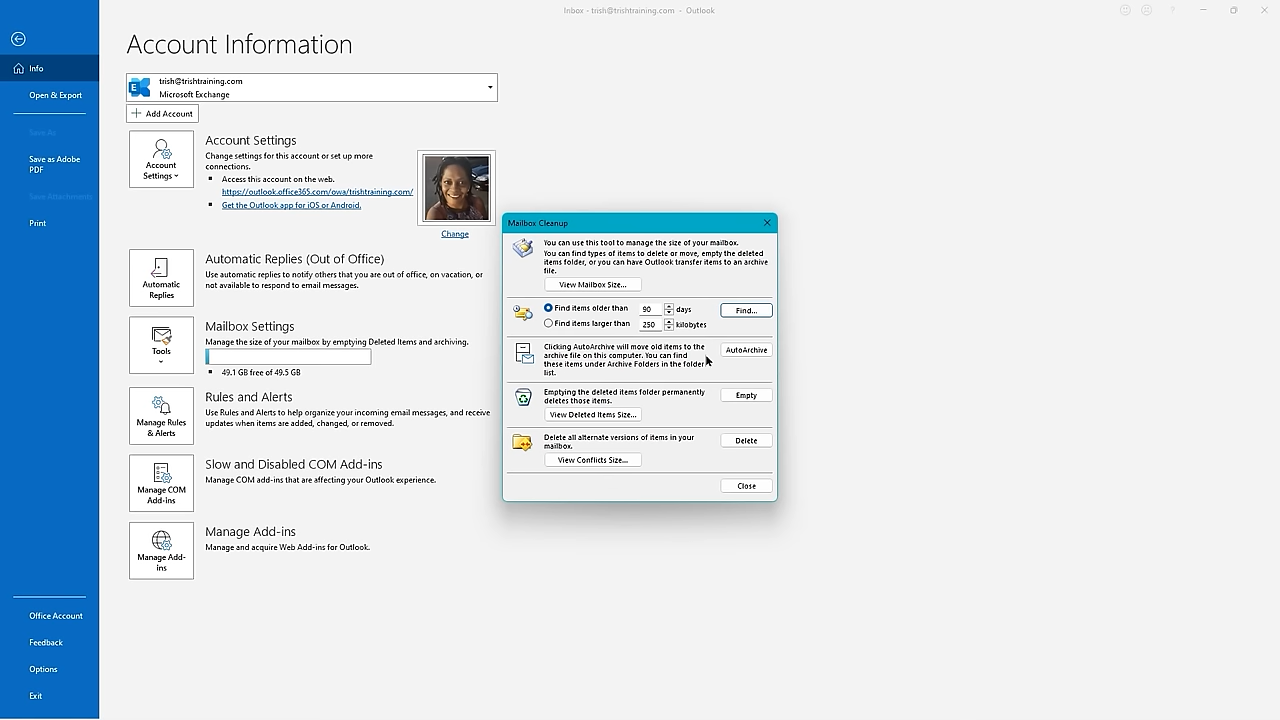 Inbox - trish@trishtraining.com - Outlook
Info
Open & Export
Save As
Save as Adobe
PDF
Save Attachments
Print
Office Account
Feedback
Options
Exit
Account Information
trish@trishtraining.com
Microsoft Exchange
Add Account
Account
Settings
Account Settings
Change settings for this account or set up more
connections.
Access this account on the web.
https://outlook.office365.com/owa/trishtraining.com/
Get the Outlook app for iOS or Android.
Change
Automatic
Replies
Automatic Replies (Out of Office)
Use automatic replies to notify others that you are out of office, on vacation, or
not available to respond to email messages.
Tools
Mailbox Settings
Manage the size of your mailbox by emptying Deleted Items and archiving.
49.1 GB free of 49.5 GB
Manage Rules
& Alerts
Rules and Alerts
Use Rules and Alerts to help organize your incoming email messages, and receive
updates when items are added, changed, or removed.
Manage COM
Add-ins
Slow and Disabled COM Add-ins
Manage COM add-ins that are affecting your Outlook experience.
Manage Add-
ins
Manage Add-ins
Manage and acquire Web Add-ins for Outlook.
Mailbox Cleanup
You can use this tool to manage the size of your mailbox.
You can find types of items to delete or move, empty the deleted
items folder, or you can have Outlook transfer items to an archive
file.
View Mailbox Size...
Find items older than 90 days
Find...
Find items larger than 250 kilobytes
Clicking AutoArchive will move old items to the
archive file on this computer. You can find
these items under Archive Folders in the folder
list.
AutoArchive
Emptying the deleted items folder permanently
deletes those items.
Empty
View Deleted Items Size...
Delete all alternate versions of items in your
mailbox.
Delete
View Conflicts Size...
Close